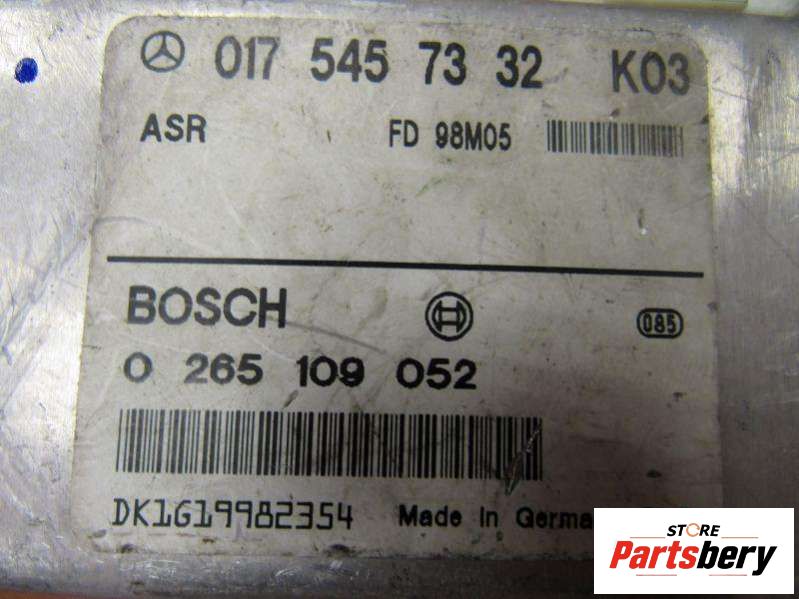 017 545 73 32 K03
ASR FD 98M05
BOSCH 085
0 265 109 052
DK1G19982354 Made in Germa
STORE
Partsbery